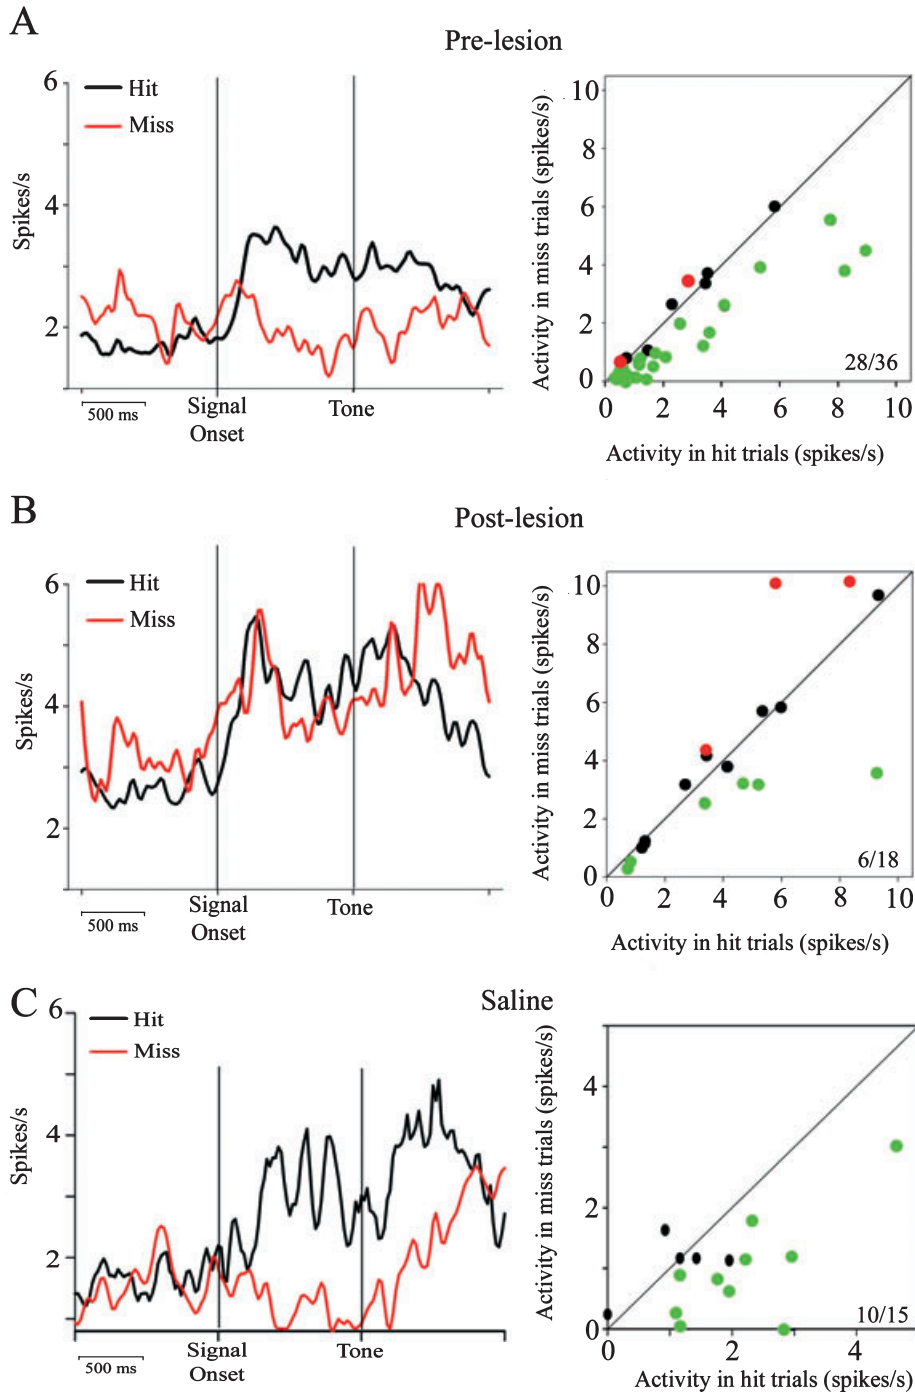 A
Pre-lesion
Hit
Miss
6
4
2
Spikes/s
500 ms
Signal
Onset
Tone
Activity in miss trials (spikes/s)
10
8
6
4
2
0
28/36
0 2 4 6 8 10
Activity in hit trials (spikes/s)
B
Post-lesion
Hit
Miss
6
4
2
Spikes/s
500 ms
Signal
Onset
Tone
Activity in miss trials (spikes/s)
10
8
6
4
2
0
6/18
0 2 4 6 8 10
Activity in hit trials (spikes/s)
C
Saline
Hit
Miss
6
4
2
Spikes/s
500 ms
Signal
Onset
Tone
Activity in miss trials (spikes/s)
4
2
0
10/15
0 2 4
Activity in hit trials (spikes/s)